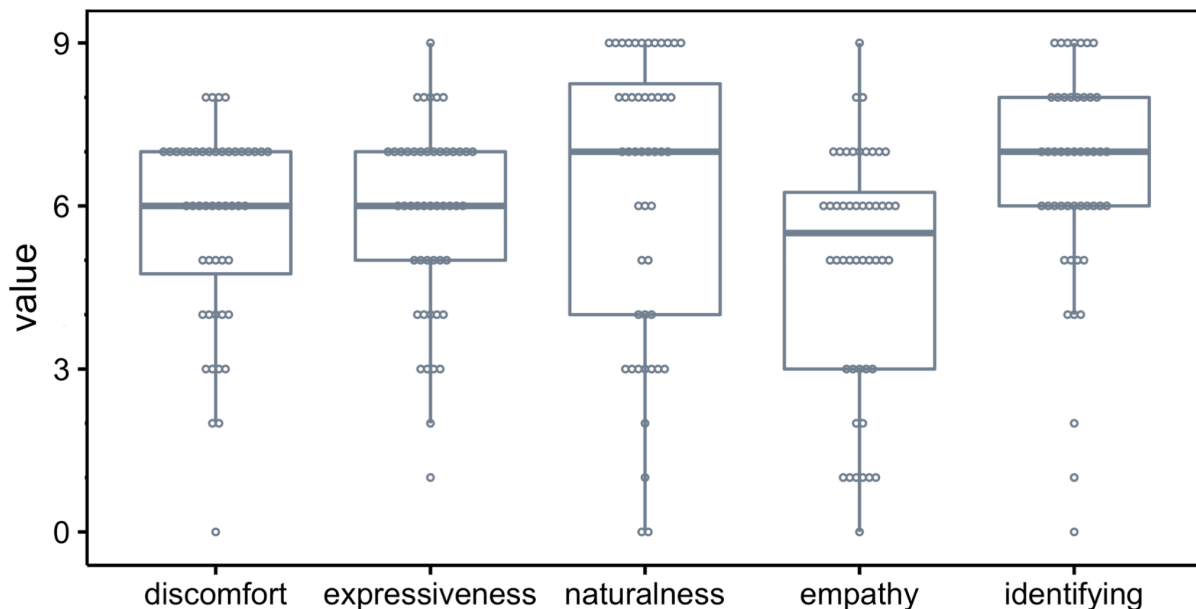 value
9
6
3
0
discomfort expressiveness naturalness empathy identifying